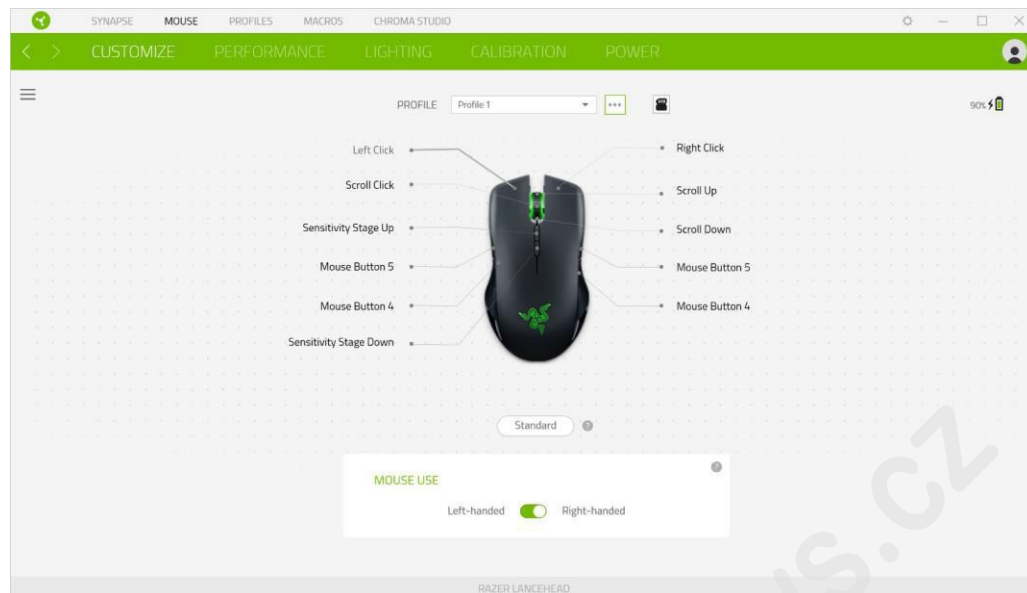 SYNAPSE MOUSE PROFILES MACROS CHROMA STUDIO
CUSTOMIZE PERFORMANCE LIGHTING CALIBRATION POWER
PROFILE Profile 1 90%
Left Click Right Click
Scroll Click Scroll Up
Sensitivity Stage Up Scroll Down
Mouse Button 5 Mouse Button 5
Mouse Button 4 Mouse Button 4
Sensitivity Stage Down
Standard ?
MOUSE USE ?
Left-handed Right-handed
RAZER LANCEHEAD